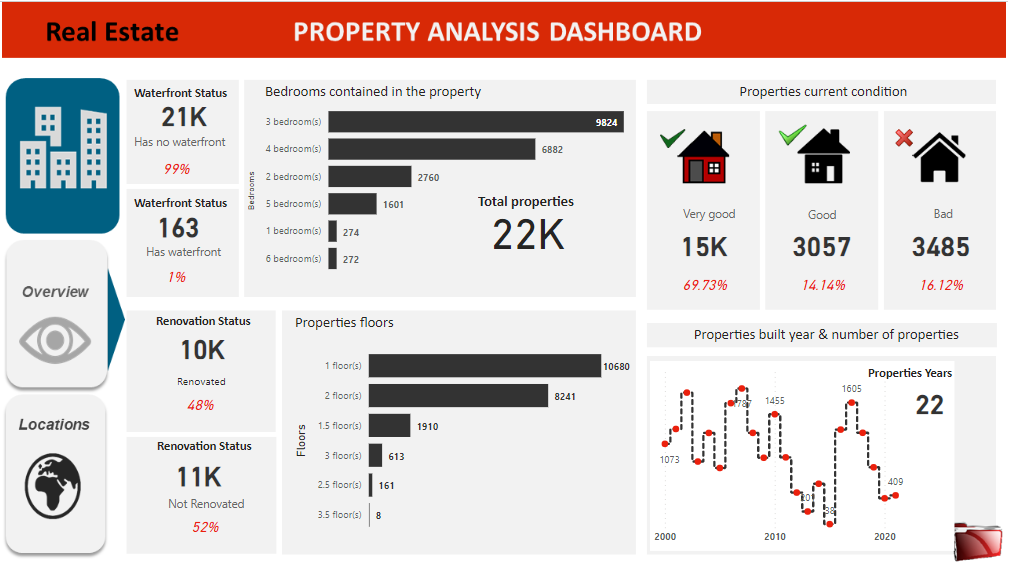 Real Estate
PROPERTY ANALYSIS DASHBOARD
Overview
Locations
Waterfront Status
21K
Has no waterfront
99%
Waterfront Status
163
Has waterfront
1%
Bedrooms contained in the property
Bedrooms
3 bedroom(s)
9824
4 bedroom(s)
6882
2 bedroom(s)
2760
5 bedroom(s)
1601
1 bedroom(s)
274
6 bedroom(s)
272
Total properties
22K
Properties current condition
Very good
15K
69.73%
Good
3057
14.14%
Bad
3485
16.12%
Renovation Status
10K
Renovated
48%
Renovation Status
11K
Not Renovated
52%
Properties floors
Floors
1 floor(s)
10680
2 floor(s)
8241
1.5 floor(s)
1910
3 floor(s)
613
2.5 floor(s)
161
3.5 floor(s)
8
Properties built year & number of properties
Properties Years
22
1073
1455
1605
409
2000
2010
2020